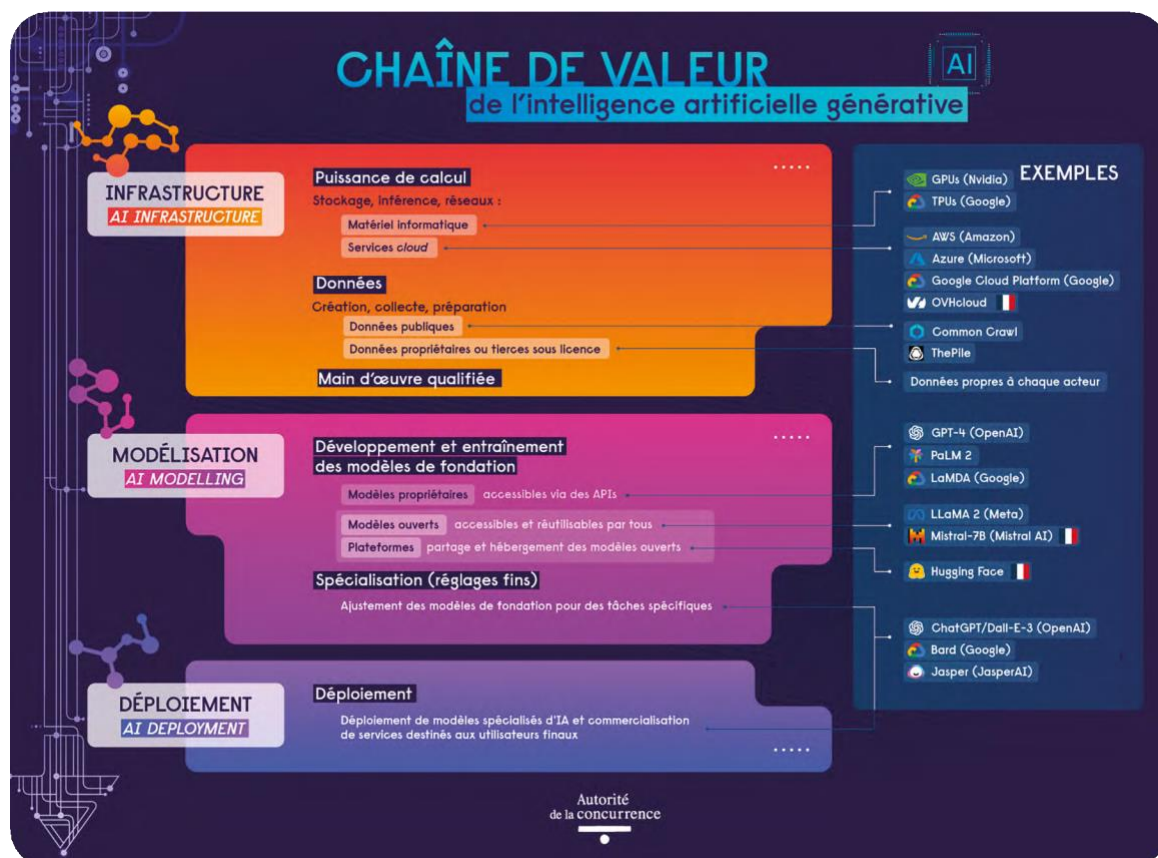 CHAÎNE DE VALEUR
de l'intelligence artificielle générative
AI
INFRASTRUCTURE
AI INFRASTRUCTURE
Puissance de calcul
Stockage, inférence, réseaux :
Matériel informatique
Services cloud
Données
Création, collecte, préparation
Données publiques
Données propriétaires ou tierces sous licence
Main d'œuvre qualifiée
MODÉLISATION
AI MODELLING
Développement et entraînement
des modèles de fondation
Modèles propriétaires accessibles via des APIs
Modèles ouverts accessibles et réutilisables par tous
Plateformes partage et hébergement des modèles ouverts
Spécialisation (réglages fins)
Ajustement des modèles de fondation pour des tâches spécifiques
DÉPLOIEMENT
AI DEPLOYMENT
Déploiement
Déploiement de modèles spécialisés d'IA et commercialisation
de services destinés aux utilisateurs finaux
EXEMPLES
GPUs (Nvidia)
TPUs (Google)
AWS (Amazon)
Azure (Microsoft)
Google Cloud Platform (Google)
OVHcloud
Common Crawl
ThePile
Données propres à chaque acteur
GPT-4 (OpenAI)
PaLM 2
LaMDA (Google)
LLaMA 2 (Meta)
Mistral-7B (Mistral AI)
Hugging Face
ChatGPT/Dall-E-3 (OpenAI)
Bard (Google)
Jasper (JasperAI)
Autorité
de la concurrence